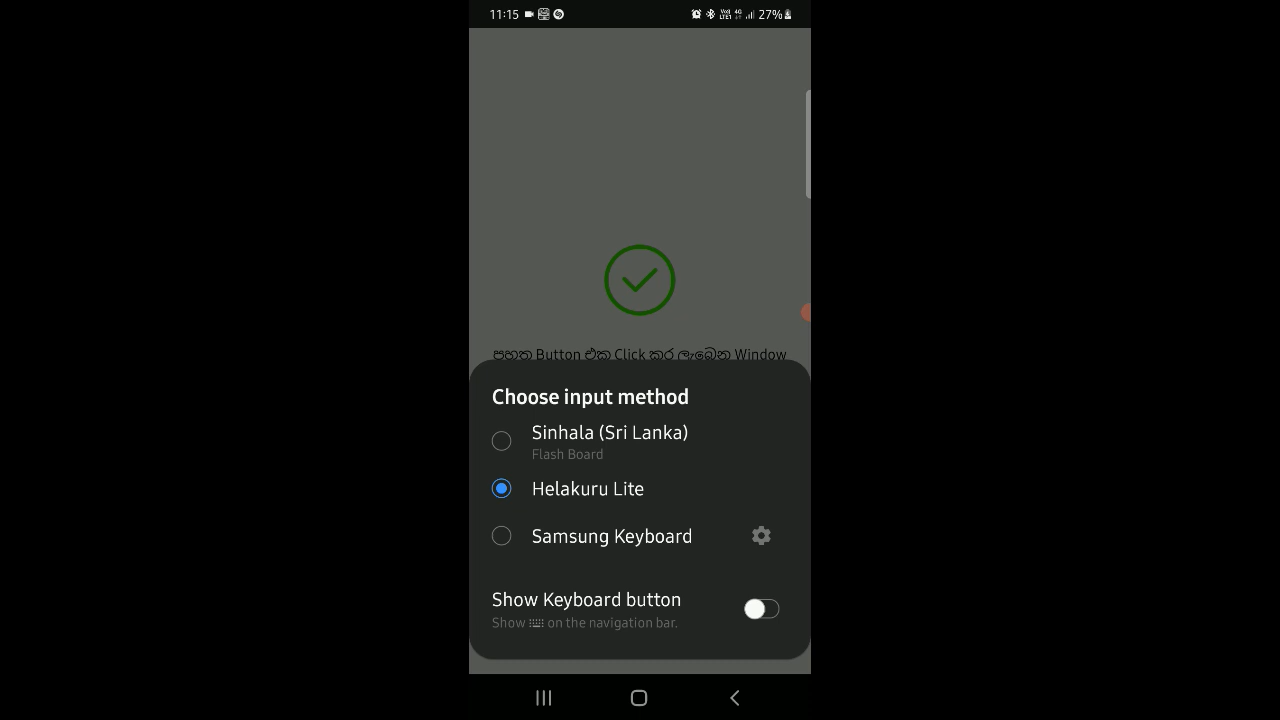 11:15 27%
පහත Button එක Click කර ලැබෙන Window
Choose input method
Sinhala (Sri Lanka)
Flash Board
Helakuru Lite
Samsung Keyboard
Show Keyboard button
Show on the navigation bar.